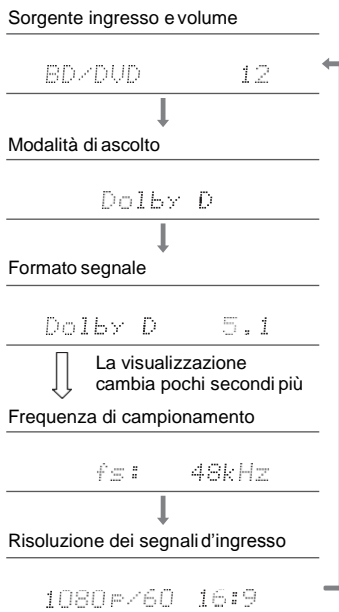 Sorgente ingresso e volume
BD/DVD 12
Modalità di ascolto
Dolby D
Formato segnale
Dolby D 5.1
La visualizzazione
cambia pochi secondi più
Frequenza di campionamento
fs: 48kHz
Risoluzione dei segnali d'ingresso
1080p/60 16:9